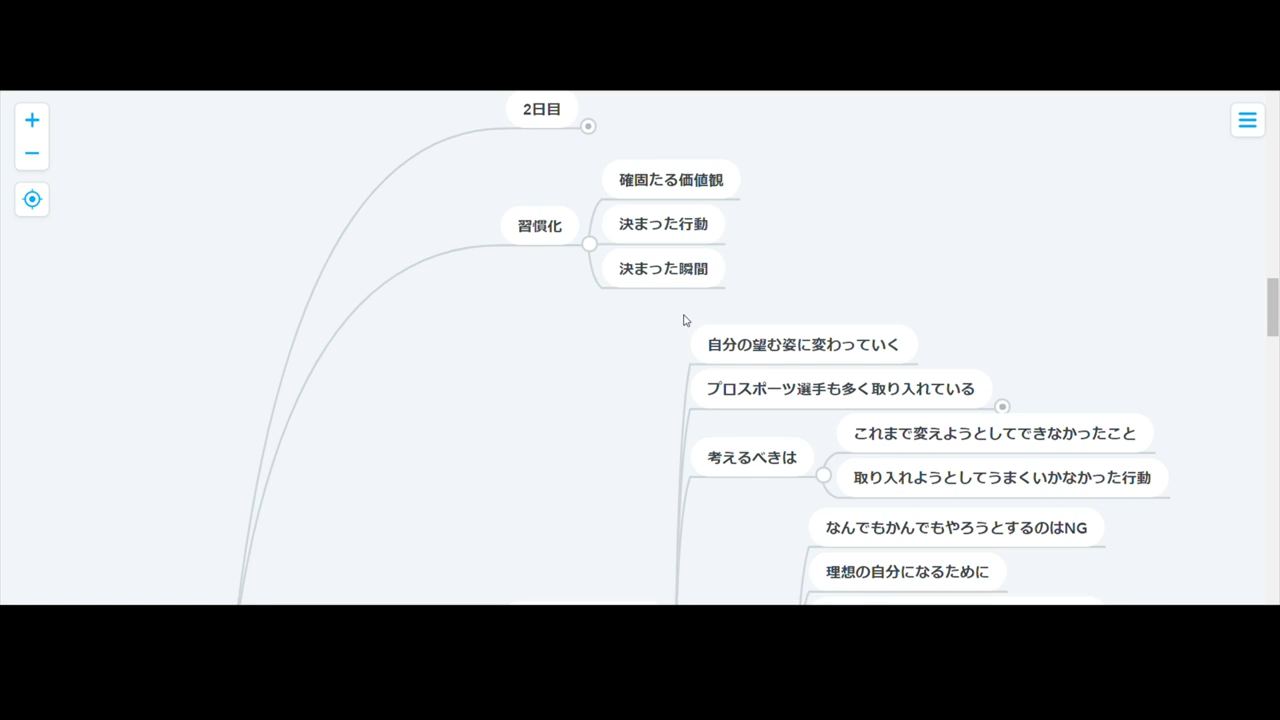 2日目
確固たる価値観
習慣化
決まった行動
決まった瞬間
自分の望む姿に変わっていく
プロスポーツ選手も多く取り入れている
これまで変えようとしてできなかったこと
考えるべきは
取り入れようとしてうまくいかなかった行動
なんでもかんでもやろうとするのはNG
理想の自分になるために